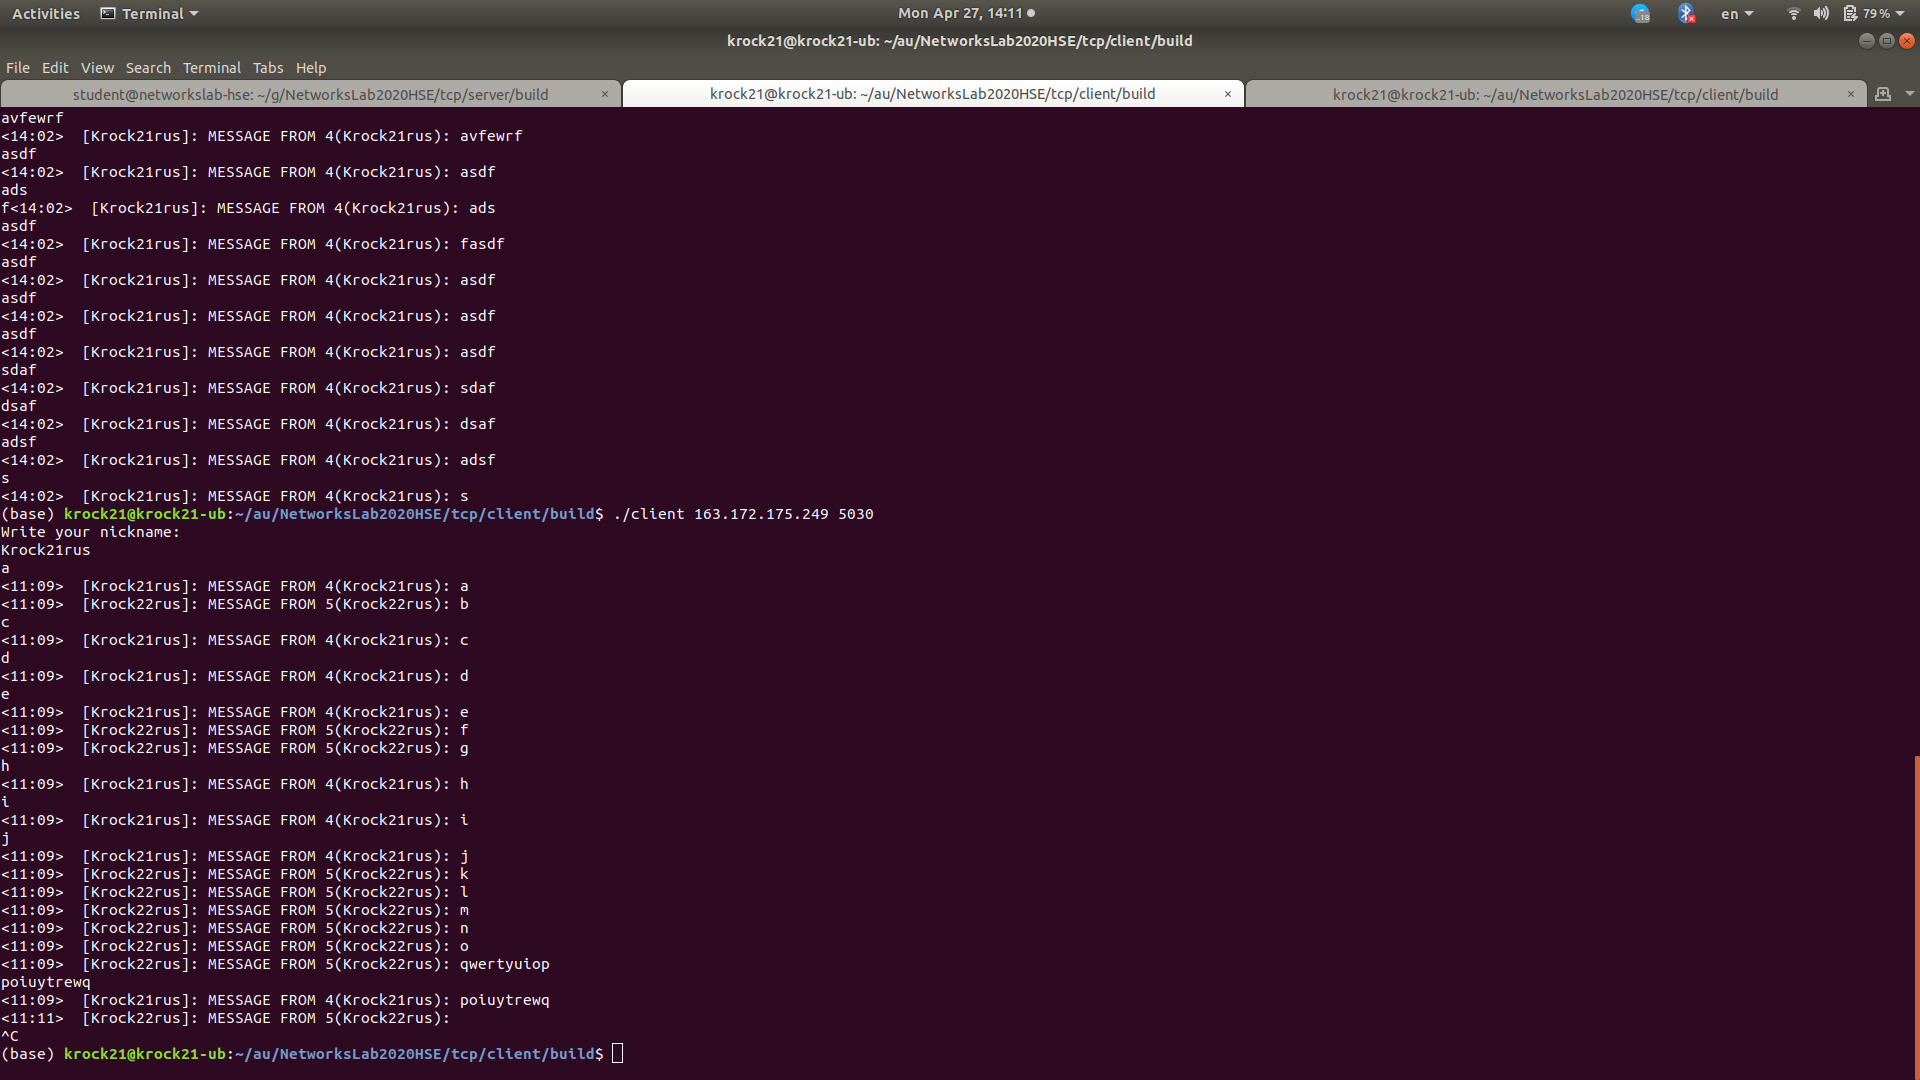 Activities Terminal Mon Apr 27, 14:11 18 en 79 %
krock21@krock21-ub: ~/au/NetworksLab2020HSE/tcp/client/build
File Edit View Search Terminal Tabs Help
student@networkslab-hse: ~/g/NetworksLab2020HSE/tcp/server/build × krock21@krock21-ub: ~/au/NetworksLab2020HSE/tcp/client/build × krock21@krock21-ub: ~/au/NetworksLab2020HSE/tcp/client/build ×
avfewrf
<14:02>  [Krock21rus]: MESSAGE FROM 4(Krock21rus): avfewrf
asdf
<14:02>  [Krock21rus]: MESSAGE FROM 4(Krock21rus): asdf
ads
f<14:02>  [Krock21rus]: MESSAGE FROM 4(Krock21rus): ads
asdf
<14:02>  [Krock21rus]: MESSAGE FROM 4(Krock21rus): fasdf
asdf
<14:02>  [Krock21rus]: MESSAGE FROM 4(Krock21rus): asdf
asdf
<14:02>  [Krock21rus]: MESSAGE FROM 4(Krock21rus): asdf
asdf
<14:02>  [Krock21rus]: MESSAGE FROM 4(Krock21rus): asdf
sdaf
<14:02>  [Krock21rus]: MESSAGE FROM 4(Krock21rus): sdaf
dsaf
<14:02>  [Krock21rus]: MESSAGE FROM 4(Krock21rus): dsaf
adsf
<14:02>  [Krock21rus]: MESSAGE FROM 4(Krock21rus): adsf
s
<14:02>  [Krock21rus]: MESSAGE FROM 4(Krock21rus): s
(base) krock21@krock21-ub:~/au/NetworksLab2020HSE/tcp/client/build$ ./client 163.172.175.249 5030
Write your nickname:
Krock21rus
a
<11:09>  [Krock21rus]: MESSAGE FROM 4(Krock21rus): a
<11:09>  [Krock22rus]: MESSAGE FROM 5(Krock22rus): b
c
<11:09>  [Krock21rus]: MESSAGE FROM 4(Krock21rus): c
d
<11:09>  [Krock21rus]: MESSAGE FROM 4(Krock21rus): d
e
<11:09>  [Krock21rus]: MESSAGE FROM 4(Krock21rus): e
<11:09>  [Krock22rus]: MESSAGE FROM 5(Krock22rus): f
<11:09>  [Krock22rus]: MESSAGE FROM 5(Krock22rus): g
h
<11:09>  [Krock21rus]: MESSAGE FROM 4(Krock21rus): h
i
<11:09>  [Krock21rus]: MESSAGE FROM 4(Krock21rus): i
j
<11:09>  [Krock21rus]: MESSAGE FROM 4(Krock21rus): j
<11:09>  [Krock22rus]: MESSAGE FROM 5(Krock22rus): k
<11:09>  [Krock22rus]: MESSAGE FROM 5(Krock22rus): l
<11:09>  [Krock22rus]: MESSAGE FROM 5(Krock22rus): m
<11:09>  [Krock22rus]: MESSAGE FROM 5(Krock22rus): n
<11:09>  [Krock22rus]: MESSAGE FROM 5(Krock22rus): o
<11:09>  [Krock22rus]: MESSAGE FROM 5(Krock22rus): qwertyuiop
poiuytrewq
<11:09>  [Krock21rus]: MESSAGE FROM 4(Krock21rus): poiuytrewq
<11:11>  [Krock22rus]: MESSAGE FROM 5(Krock22rus):
^C
(base) krock21@krock21-ub:~/au/NetworksLab2020HSE/tcp/client/build$